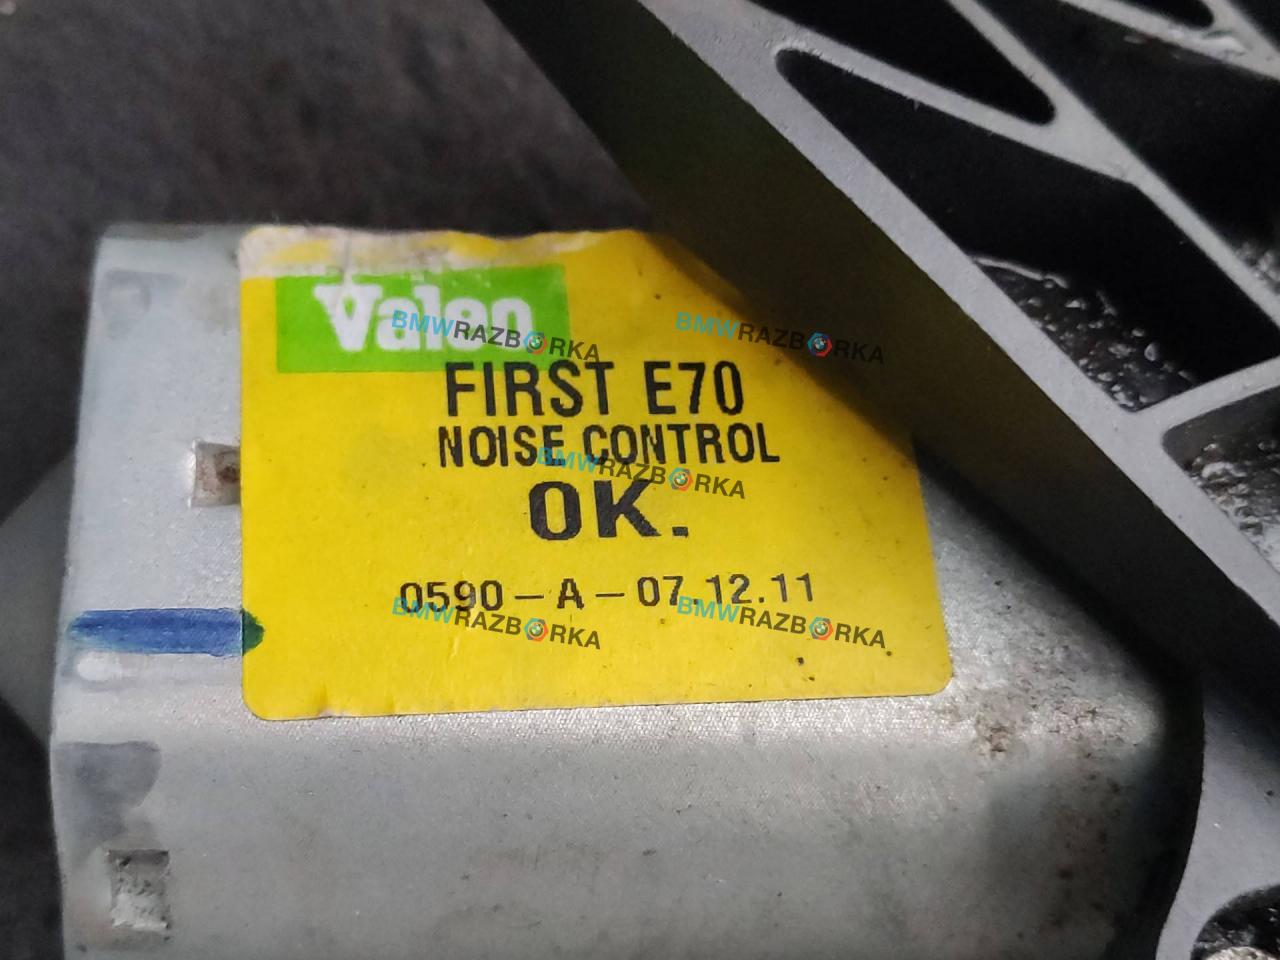 Valeo
FIRST E70
NOISE CONTROL
OK.
0590-A-07.12.11
BMWRAZBORKA
BMWRAZBORKA
BMWRAZBORKA
BMWRAZBORKA
BMWRAZBORKA